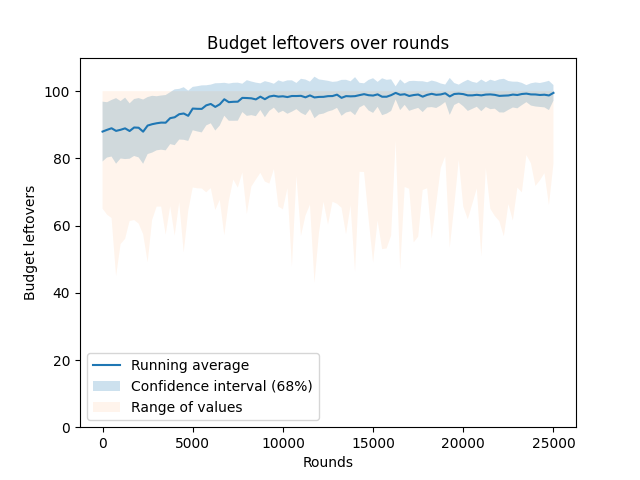 Budget leftovers over rounds
Budget leftovers
100
80
60
40
20
0
Running average
Confidence interval (68%)
Range of values
0 5000 10000 15000 20000 25000
Rounds